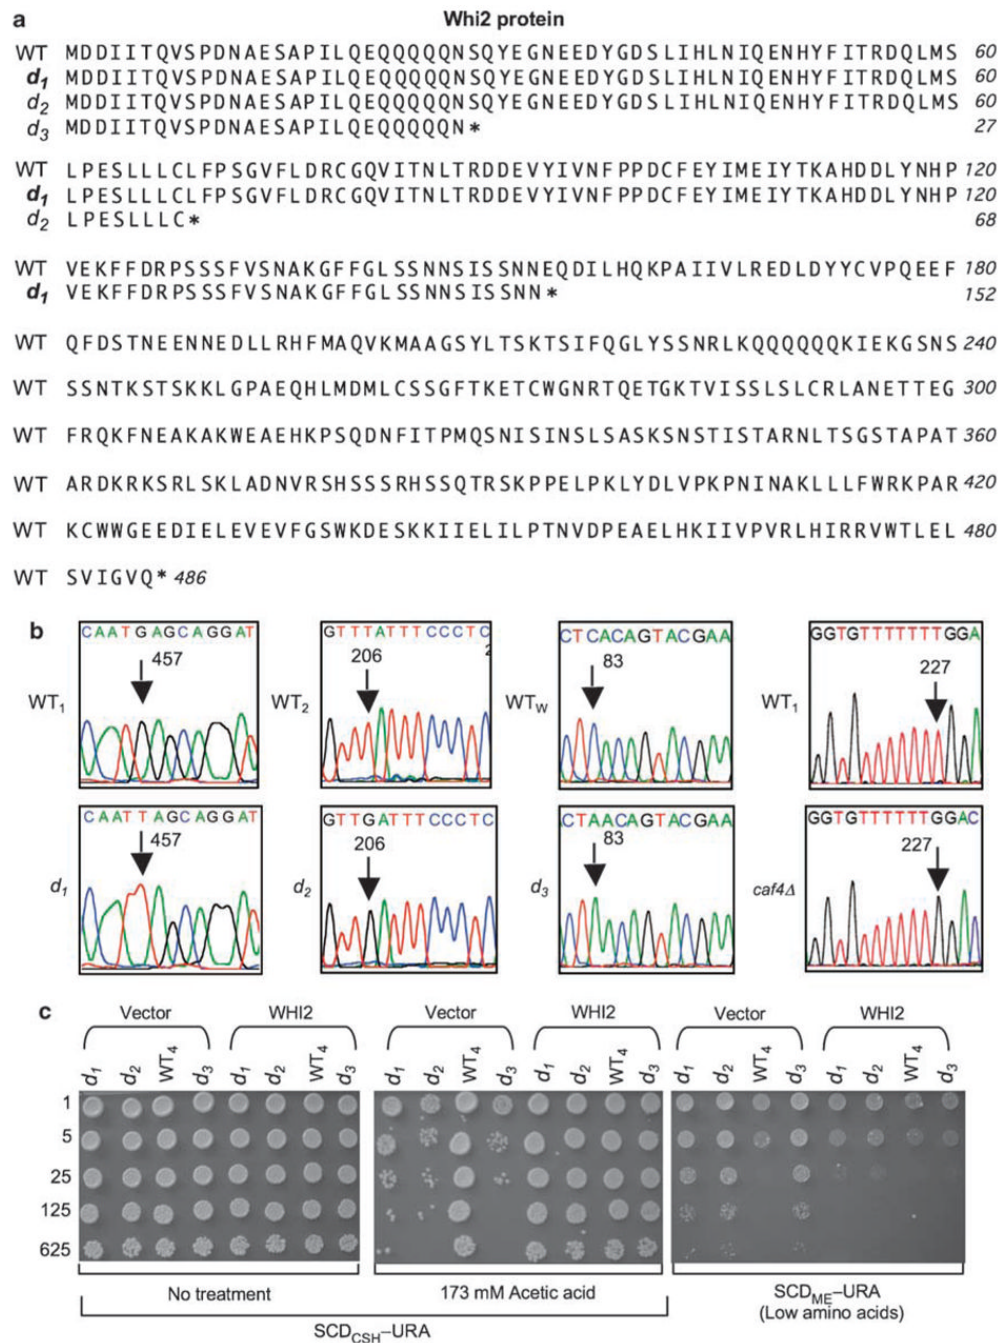 a
Whi2 protein
WT MDDIITQVSPDNAESAPILQEQQQQQNSQYEGNEEDYGDSLIHLNIQENHYFITRDQLMS 60
d1 MDDIITQVSPDNAESAPILQEQQQQQNSQYEGNEEDYGDSLIHLNIQENHYFITRDQLMS 60
d2 MDDIITQVSPDNAESAPILQEQQQQQNSQYEGNEEDYGDSLIHLNIQENHYFITRDQLMS 60
d3 MDDIITQVSPDNAESAPILQEQQQQQN* 27
WT LPESLLLCLFPSGVFLDRCGQVITNLTRDDEVYIVNFPPDCFEYIMEIYTKAHDDLYNHP 120
d1 LPESLLLCLFPSGVFLDRCGQVITNLTRDDEVYIVNFPPDCFEYIMEIYTKAHDDLYNHP 120
d2 LPESLLLC* 68
WT VEKFFDRPSSSFVSNAKGFFGLSSNNSISSNNEQDILHQKPAIIVLREDLDYYCVPQEEF 180
d1 VEKFFDRPSSSFVSNAKGFFGLSSNNSISSNN* 152
WT QFDSTNEENNEDLLRHFMAQVKMAAGSYLTSKTSIFQGLYSSNRLKQQQQQQKIEKGSNS 240
WT SSNTKSTSKKLGPAEQHLMDMLCSSGFTKETCWGNRTQETGKTVISSLSLCRLANETTEG 300
WT FRQKFNEAKAKWEAEHKPSQDNFITPMQSNISINSLSASKSNSTISTARNLTSGSTAPAT 360
WT ARDKRKSRLSKLADNVRSHSSSRHSSQTRSKPPELPKLYDLVPKPNINAKLLLFWRKPAR 420
WT KCWWGEEDIELEVEVFGSWKDESKKIIELILPTNVDPEAELHKIIVPVRLHIRRVWTLEL 480
WT SVIGVQ* 486
b
CAATGAGCAGGAT
457
WT1
GTTTATTTCCCTC
2
206
WT2
CTCACAGTACGAA
83
WTW
GGTGTTTTTTTGGA
227
WT1
CAATTAGCAGGAT
457
d1
GTTGATTTCCCTC
206
d2
CTAACAGTACGAA
83
d3
GGTGTTTTTTGGAC
227
caf4Δ
c
Vector WHI2 Vector WHI2 Vector WHI2
d1 d2 WT4 d3 d1 d2 WT4 d3 d1 d2 WT4 d3 d1 d2 WT4 d3 d1 d2 WT4 d3 d1 d2 WT4 d3
1
5
25
125
625
No treatment 173 mM Acetic acid SCDME–URA
(Low amino acids)
SCDCSH–URA